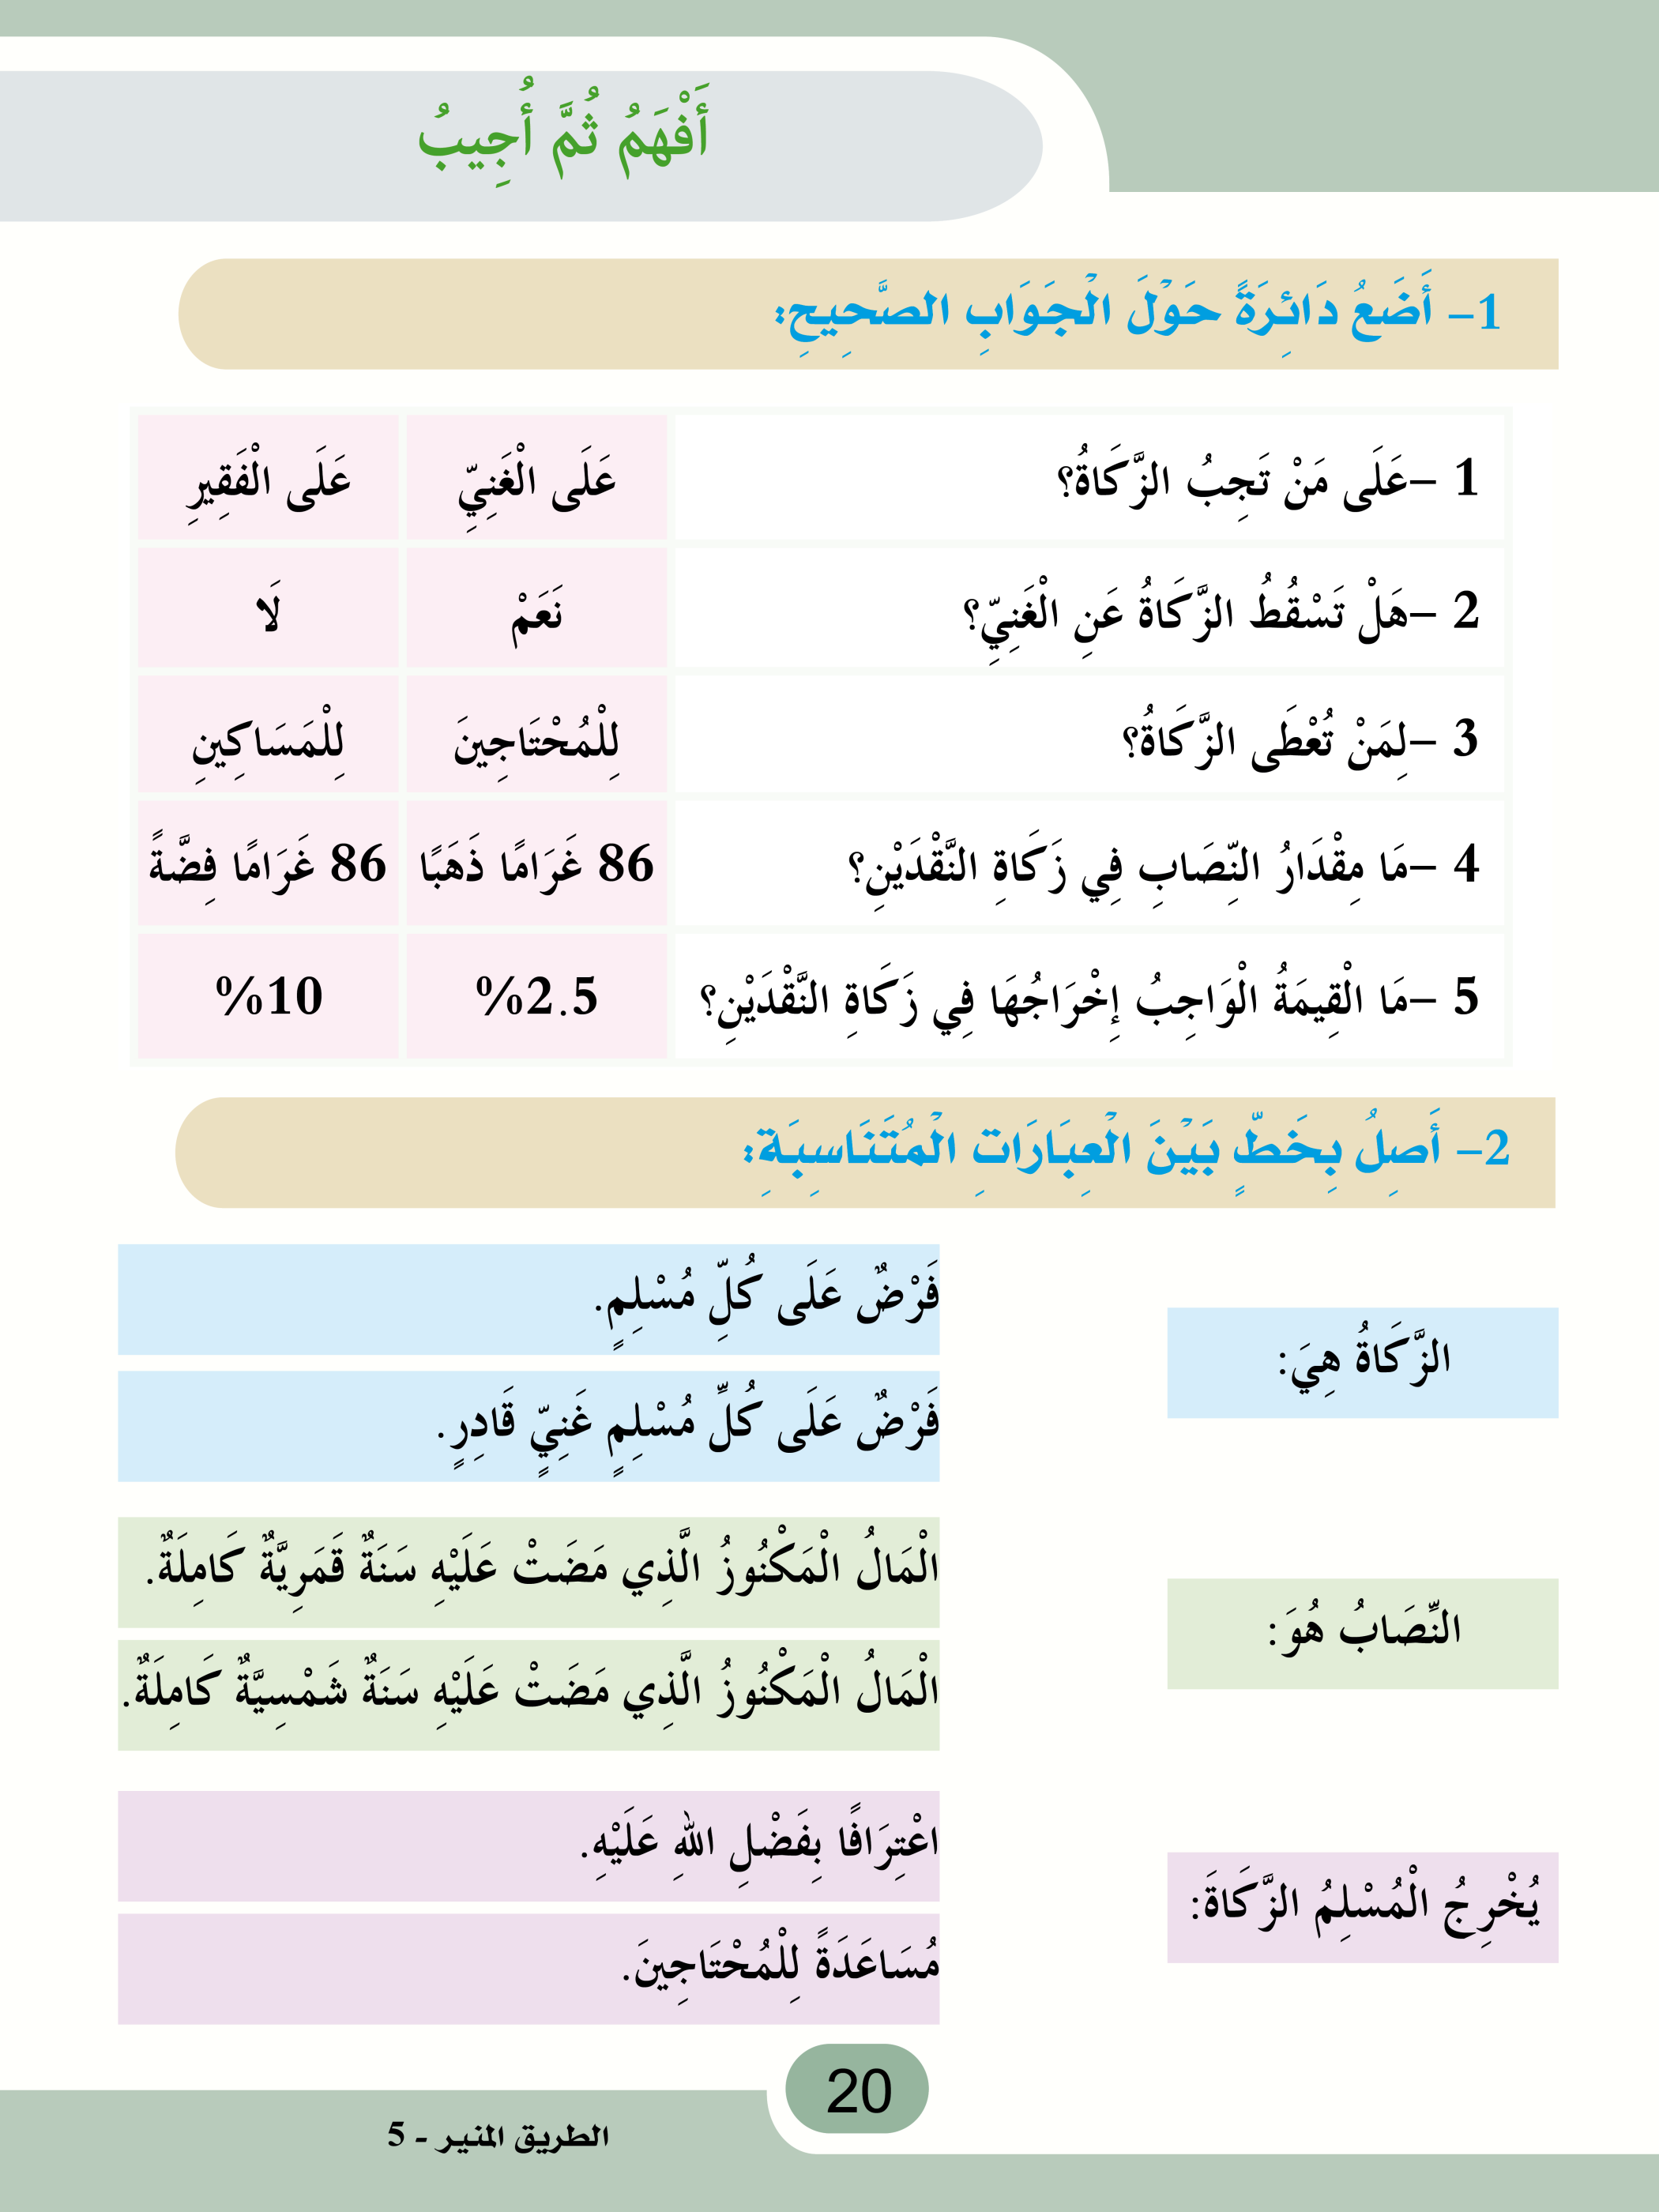 أَفْهَمُ ثُمَّ أُجِيبُ
1- أَضَعُ دَائِرَةً حَوْلَ الْجَوَابِ الصَّحِيحِ:
1 -عَلَى مَنْ تَجِبُ الزَّكَاةُ؟ عَلَى الْغَنِيِّ عَلَى الْفَقِيرِ
2 -هَلْ تَسْقُطُ الزَّكَاةُ عَنِ الْغَنِيِّ؟ نَعَمْ لَا
3 -لِمَنْ تُعْطَى الزَّكَاةُ؟ لِلْمُحْتَاجِينَ لِلْمَسَاكِينِ
4 -مَا مِقْدَارُ النِّصَابِ فِي زَكَاةِ النَّقْدَيْنِ؟ 86 غَرَامًا ذَهَبًا 86 غَرَامًا فِضَّةً
5 -مَا الْقِيمَةُ الْوَاجِبُ إِخْرَاجُهَا فِي زَكَاةِ النَّقْدَيْنِ؟ %2.5 %10
2- أَصِلُ بِخَطٍّ بَيْنَ الْعِبَارَاتِ الْمُتَنَاسِبَةِ:
الزَّكَاةُ هِيَ:
فَرْضٌ عَلَى كُلِّ مُسْلِمٍ.
فَرْضٌ عَلَى كُلِّ مُسْلِمٍ غَنِيٍّ قَادِرٍ.
النِّصَابُ هُوَ:
الْمَالُ الْمَكْنُوزُ الَّذِي مَضَتْ عَلَيْهِ سَنَةٌ قَمَرِيَّةٌ كَامِلَةٌ.
الْمَالُ الْمَكْنُوزُ الَّذِي مَضَتْ عَلَيْهِ سَنَةٌ شَمْسِيَّةٌ كَامِلَةٌ.
يُخْرِجُ الْمُسْلِمُ الزَّكَاةَ:
اعْتِرَافًا بِفَضْلِ اللهِ عَلَيْهِ.
مُسَاعَدَةً لِلْمُحْتَاجِينَ.
20
الطريق المنير - 5